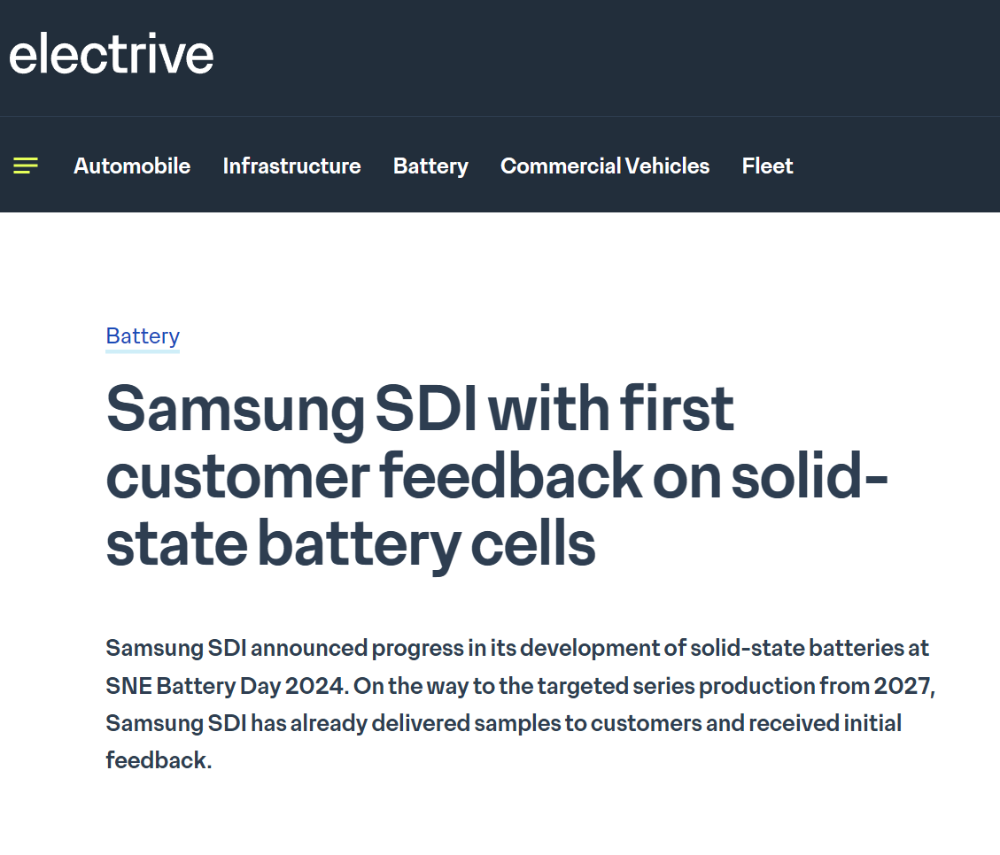 electrive
Automobile Infrastructure Battery Commercial Vehicles Fleet
Battery
Samsung SDI with first
customer feedback on solid-
state battery cells
Samsung SDI announced progress in its development of solid-state batteries at
SNE Battery Day 2024. On the way to the targeted series production from 2027,
Samsung SDI has already delivered samples to customers and received initial
feedback.